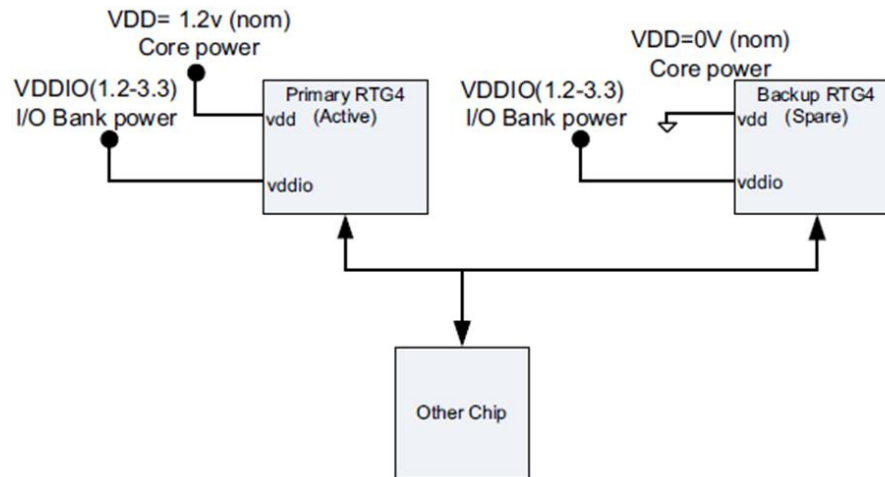 VDD= 1.2v (nom)
Core power
VDDIO(1.2-3.3)
I/O Bank power
Primary RTG4
(Active)
vdd
vddio
VDD=0V (nom)
Core power
VDDIO(1.2-3.3)
I/O Bank power
Backup RTG4
(Spare)
vdd
vddio
Other Chip